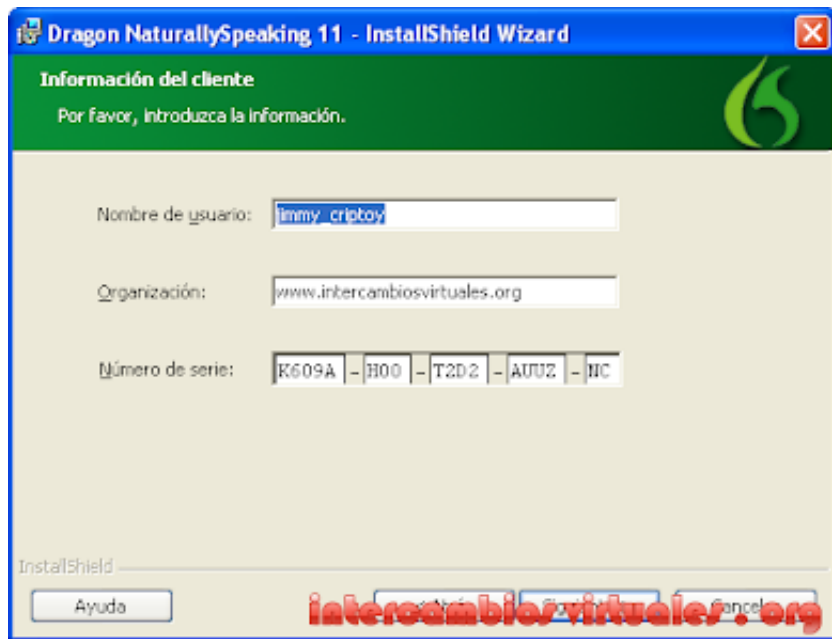 Dragon NaturallySpeaking 11 - InstallShield Wizard
Información del cliente
Por favor, introduzca la información.
Nombre de usuario: jimmy_criptoy
Organización: www.intercambiosvirtuales.org
Número de serie: K609A - H00 - T2D2 - AUUZ - NC
InstallShield
Ayuda
intercambiosvirtuales.org